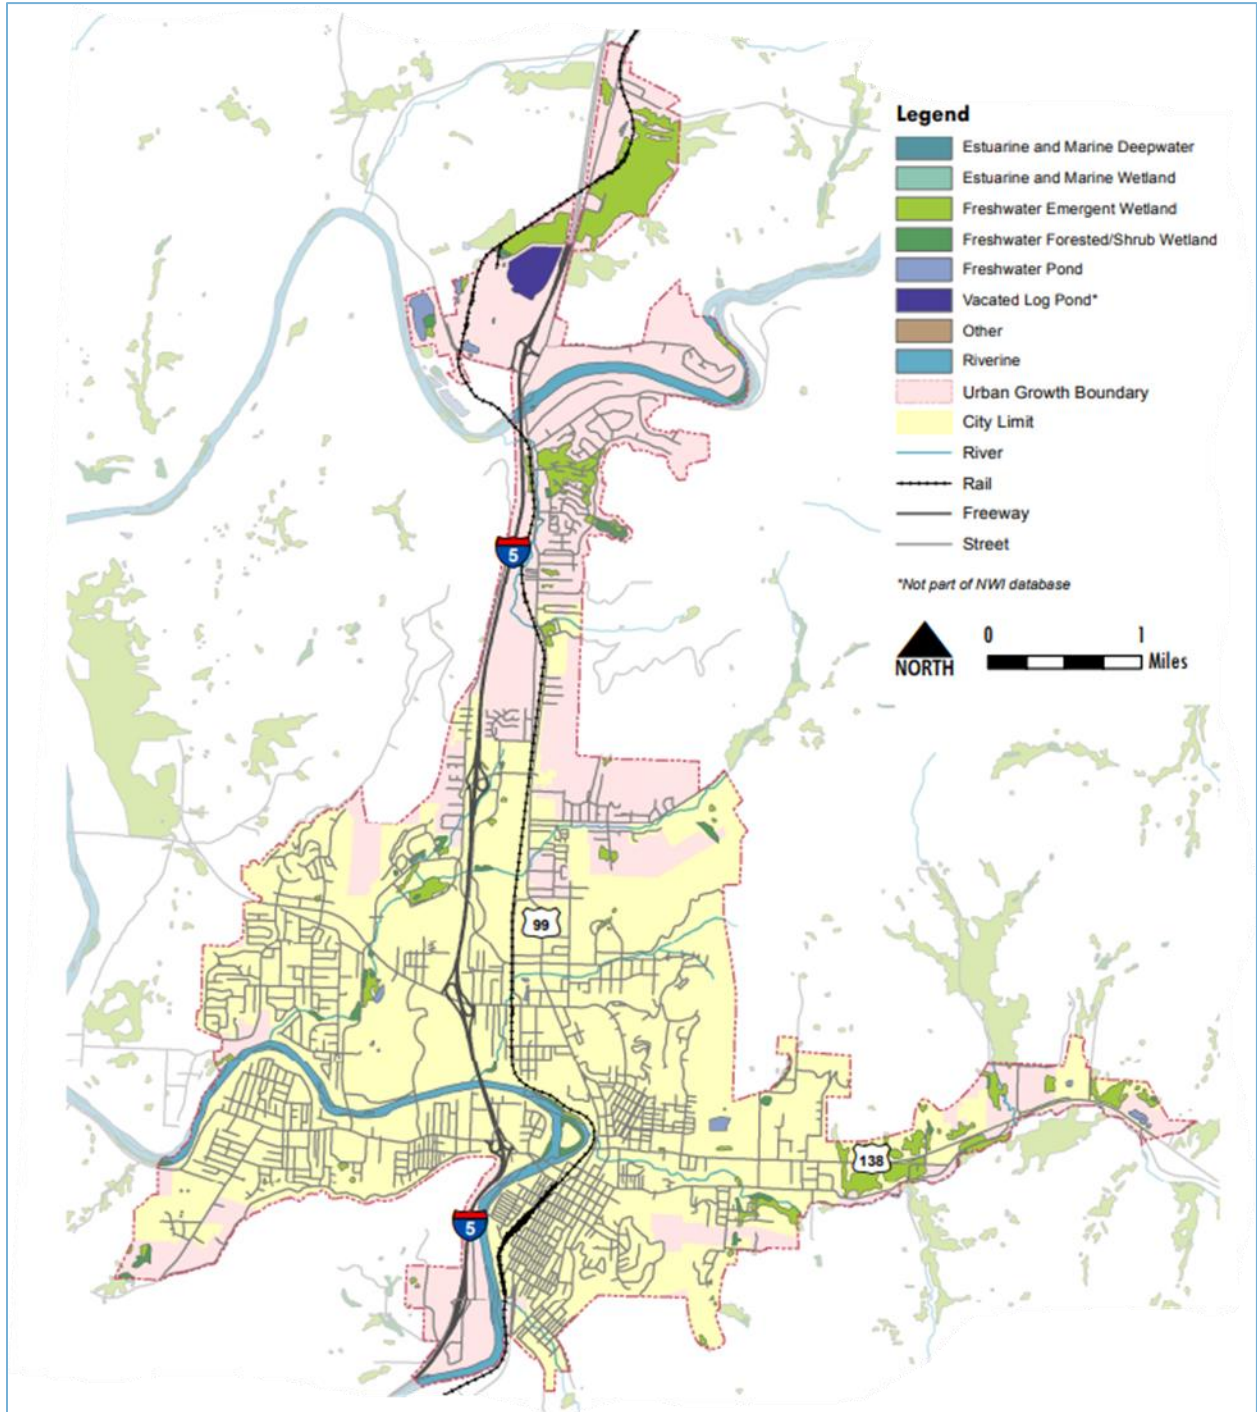 Legend
Estuarine and Marine Deepwater
Estuarine and Marine Wetland
Freshwater Emergent Wetland
Freshwater Forested/Shrub Wetland
Freshwater Pond
Vacated Log Pond*
Other
Riverine
Urban Growth Boundary
City Limit
River
Rail
Freeway
Street
*Not part of NWI database
NORTH
0 1
Miles
5
99
138
5